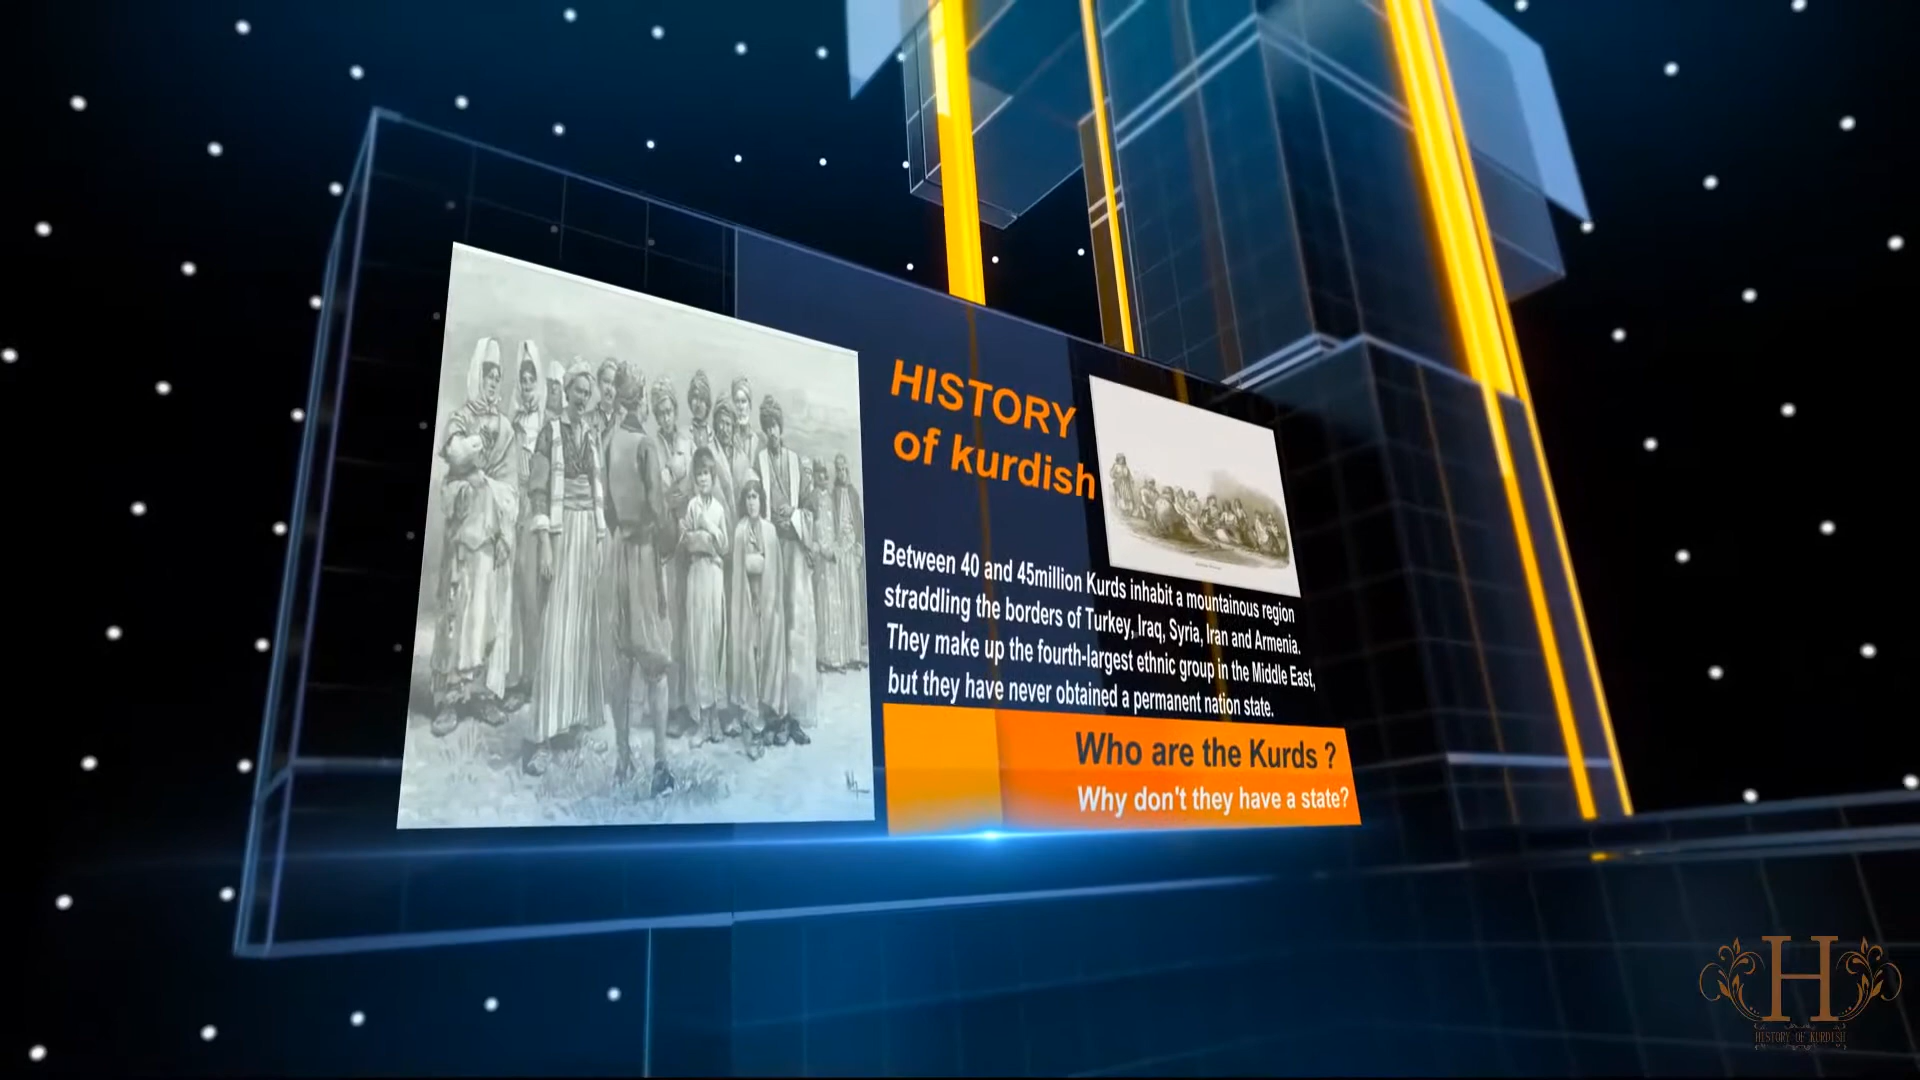 HISTORY
of kurdish
Between 40 and 45million Kurds inhabit a mountainous region
straddling the borders of Turkey, Iraq, Syria, Iran and Armenia.
They make up the fourth-largest ethnic group in the Middle East,
but they have never obtained a permanent nation state.
Who are the Kurds ?
Why don't they have a state?
H
HISTORY OF KURDISH